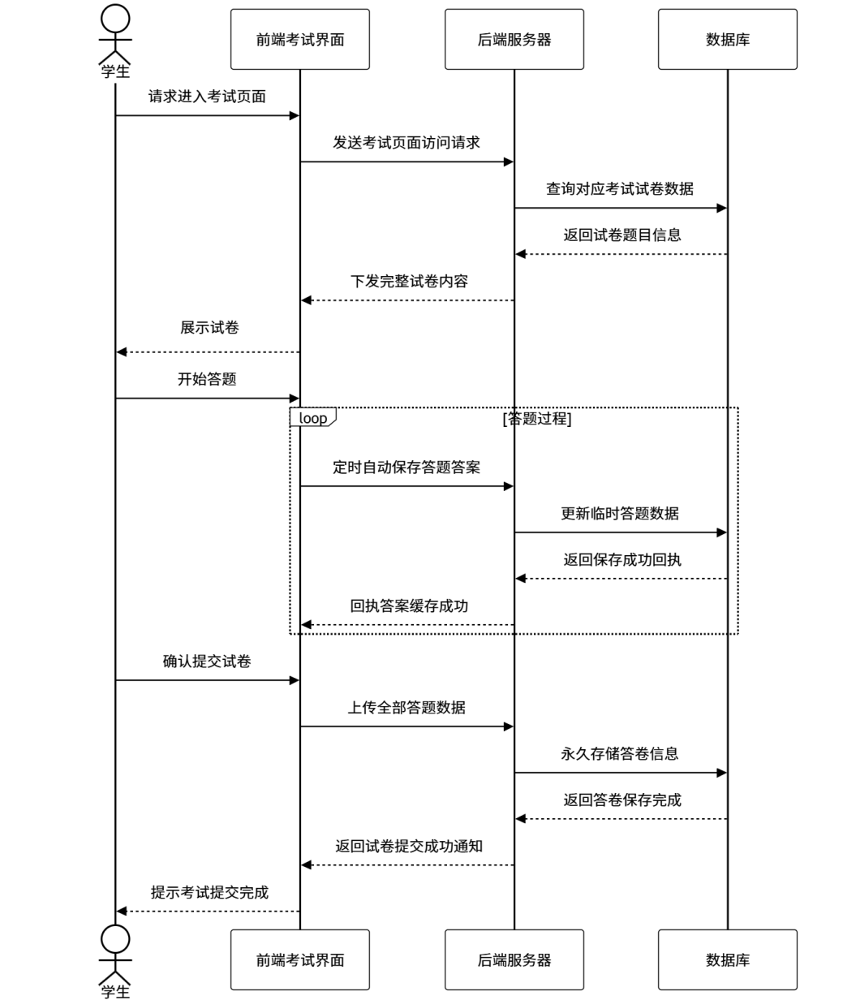 学生
前端考试界面
后端服务器
数据库
请求进入考试页面
发送考试页面访问请求
查询对应考试试卷数据
返回试卷题目信息
下发完整试卷内容
展示试卷
开始答题
loop
[答题过程]
定时自动保存答题答案
更新临时答题数据
返回保存成功回执
回执答案缓存成功
确认提交试卷
上传全部答题数据
永久存储答卷信息
返回答卷保存完成
返回试卷提交成功通知
提示考试提交完成
学生
前端考试界面
后端服务器
数据库